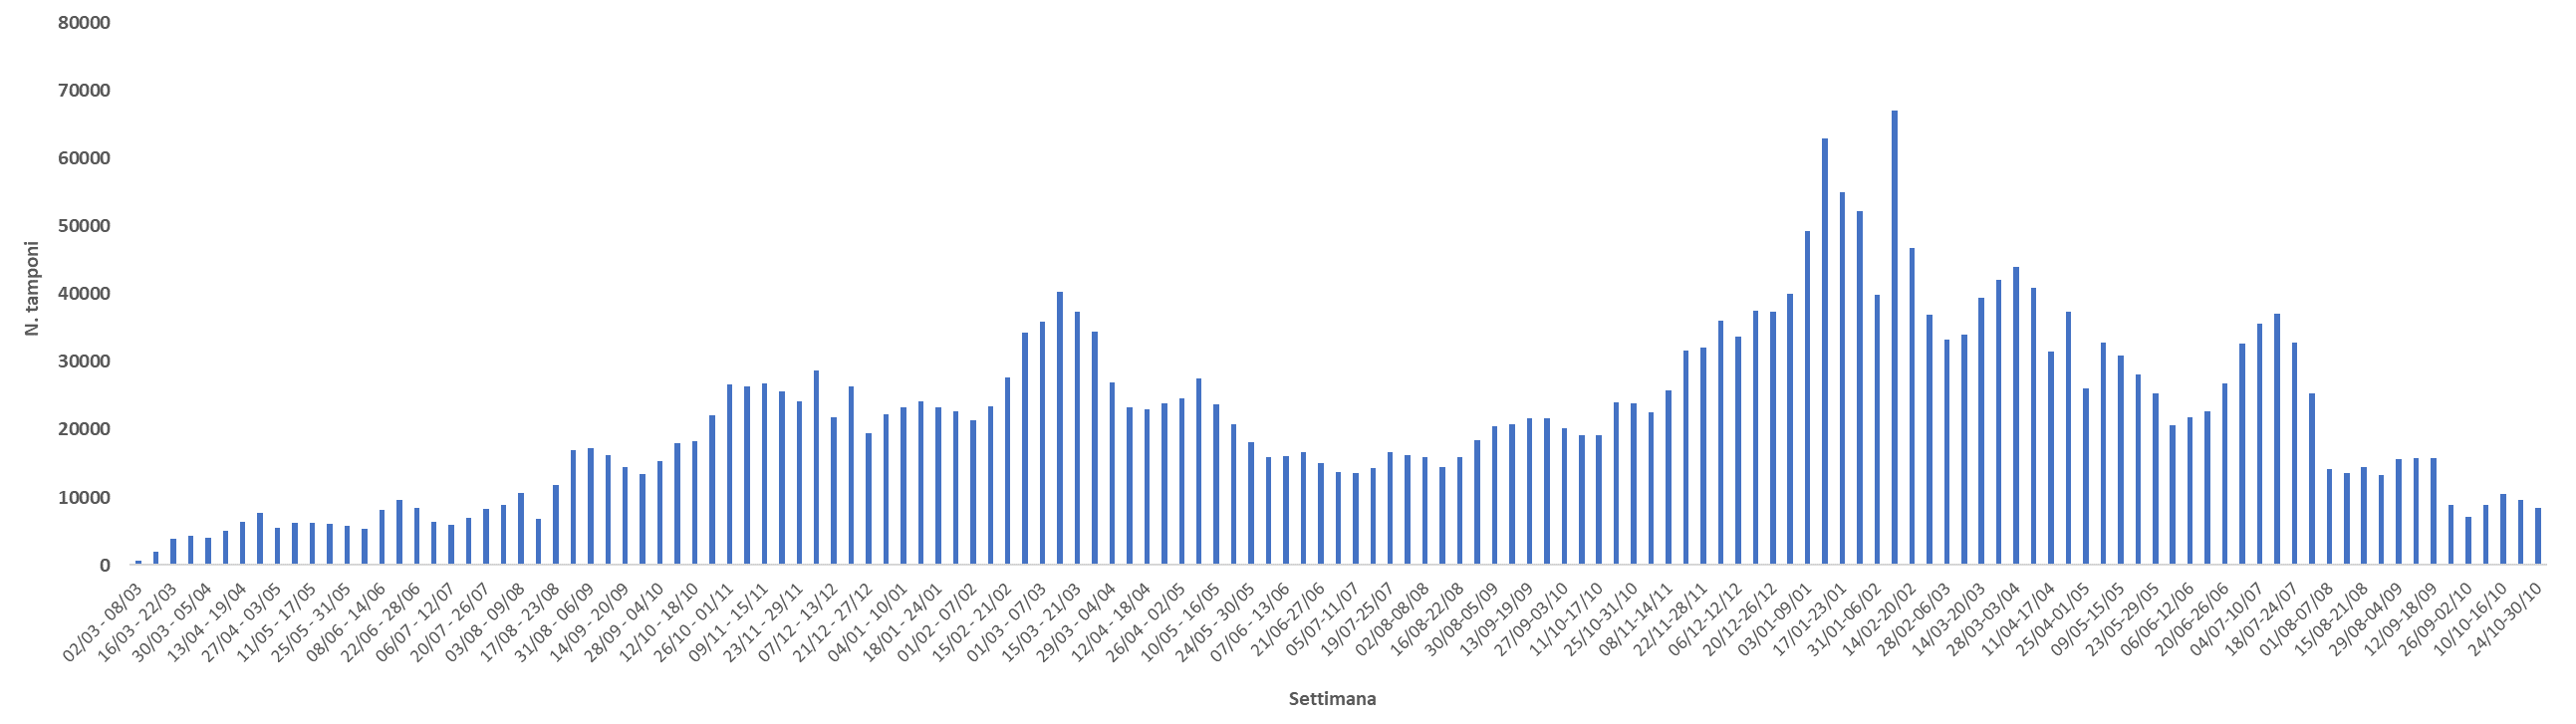 80000
70000
60000
50000
40000
30000
20000
10000
0
N. tamponi
02/03 - 08/03
16/03 - 22/03
30/03 - 05/04
13/04 - 19/04
27/04 - 03/05
11/05 - 17/05
25/05 - 31/05
08/06 - 14/06
22/06 - 28/06
06/07 - 12/07
20/07 - 26/07
03/08 - 09/08
17/08 - 23/08
31/08 - 06/09
14/09 - 20/09
28/09 - 04/10
12/10 - 18/10
26/10 - 01/11
09/11 - 15/11
23/11 - 29/11
07/12 - 13/12
21/12 - 27/12
04/01 - 10/01
18/01 - 24/01
01/02 - 07/02
15/02 - 21/02
01/03 - 07/03
15/03 - 21/03
29/03 - 04/04
12/04 - 18/04
26/04 - 02/05
10/05 - 16/05
24/05 - 30/05
07/06 - 13/06
21/06-27/06
05/07-11/07
19/07-25/07
02/08-08/08
16/08-22/08
30/08-05/09
13/09-19/09
27/09-03/10
11/10-17/10
25/10-31/10
08/11-14/11
22/11-28/11
06/12-12/12
20/12-26/12
03/01-09/01
17/01-23/01
31/01-06/02
14/02-20/02
28/02-06/03
14/03-20/03
28/03-03/04
11/04-17/04
25/04-01/05
09/05-15/05
23/05-29/05
06/06-12/06
20/06-26/06
04/07-10/07
18/07-24/07
01/08-07/08
15/08-21/08
29/08-04/09
12/09-18/09
26/09-02/10
10/10-16/10
24/10-30/10
Settimana